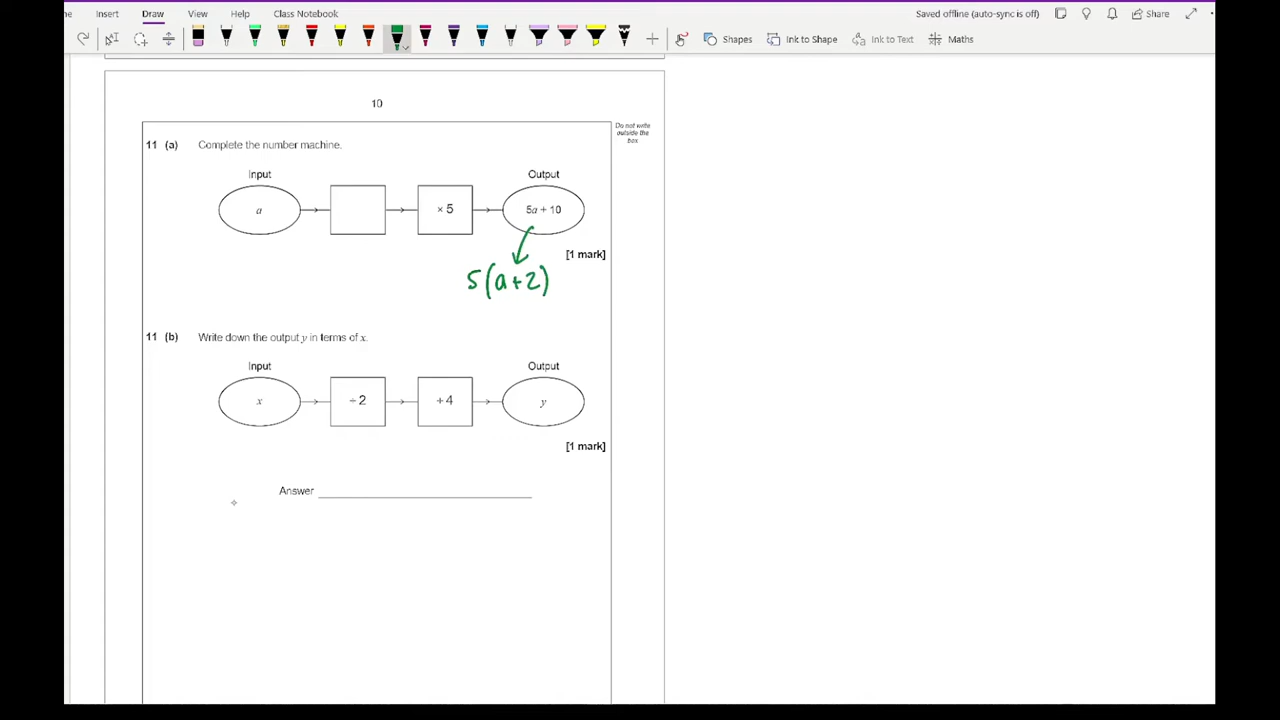 Insert Draw View Help Class Notebook Saved offline (auto-sync is off) Share
Shapes Ink to Shape Ink to Text Maths
10
Do not write
outside the
box
11 (a) Complete the number machine.
Input Output
a × 5 5a + 10
[1 mark]
5(a+2)
11 (b) Write down the output y in terms of x.
Input Output
x ÷ 2 + 4 y
[1 mark]
Answer